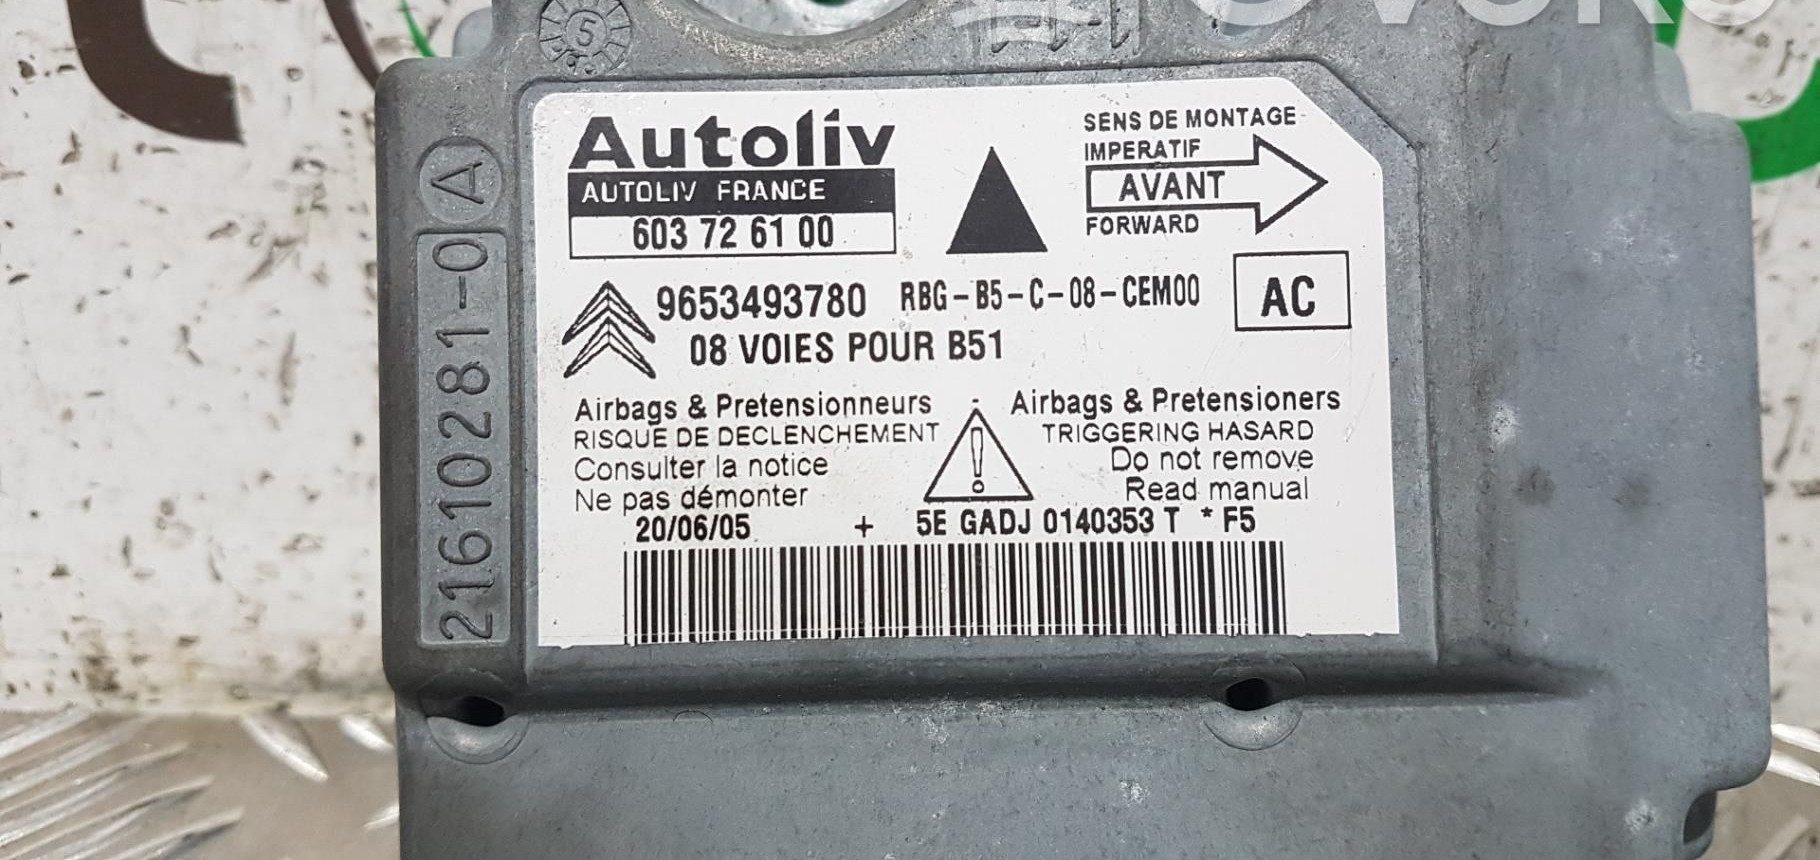 5
Autoliv
AUTOLIV FRANCE
603 72 61 00
SENS DE MONTAGE
IMPERATIF
AVANT
FORWARD
9653493780 RBG-B5-C-08-CEM00 AC
08 VOIES POUR B51
Airbags & Pretensionneurs
RISQUE DE DECLENCHEMENT
Consulter la notice
Ne pas démonter
Airbags & Pretensioners
TRIGGERING HASARD
Do not remove
Read manual
20/06/05 + 5E GADJ 0140353 T * F5
21610281-0 A